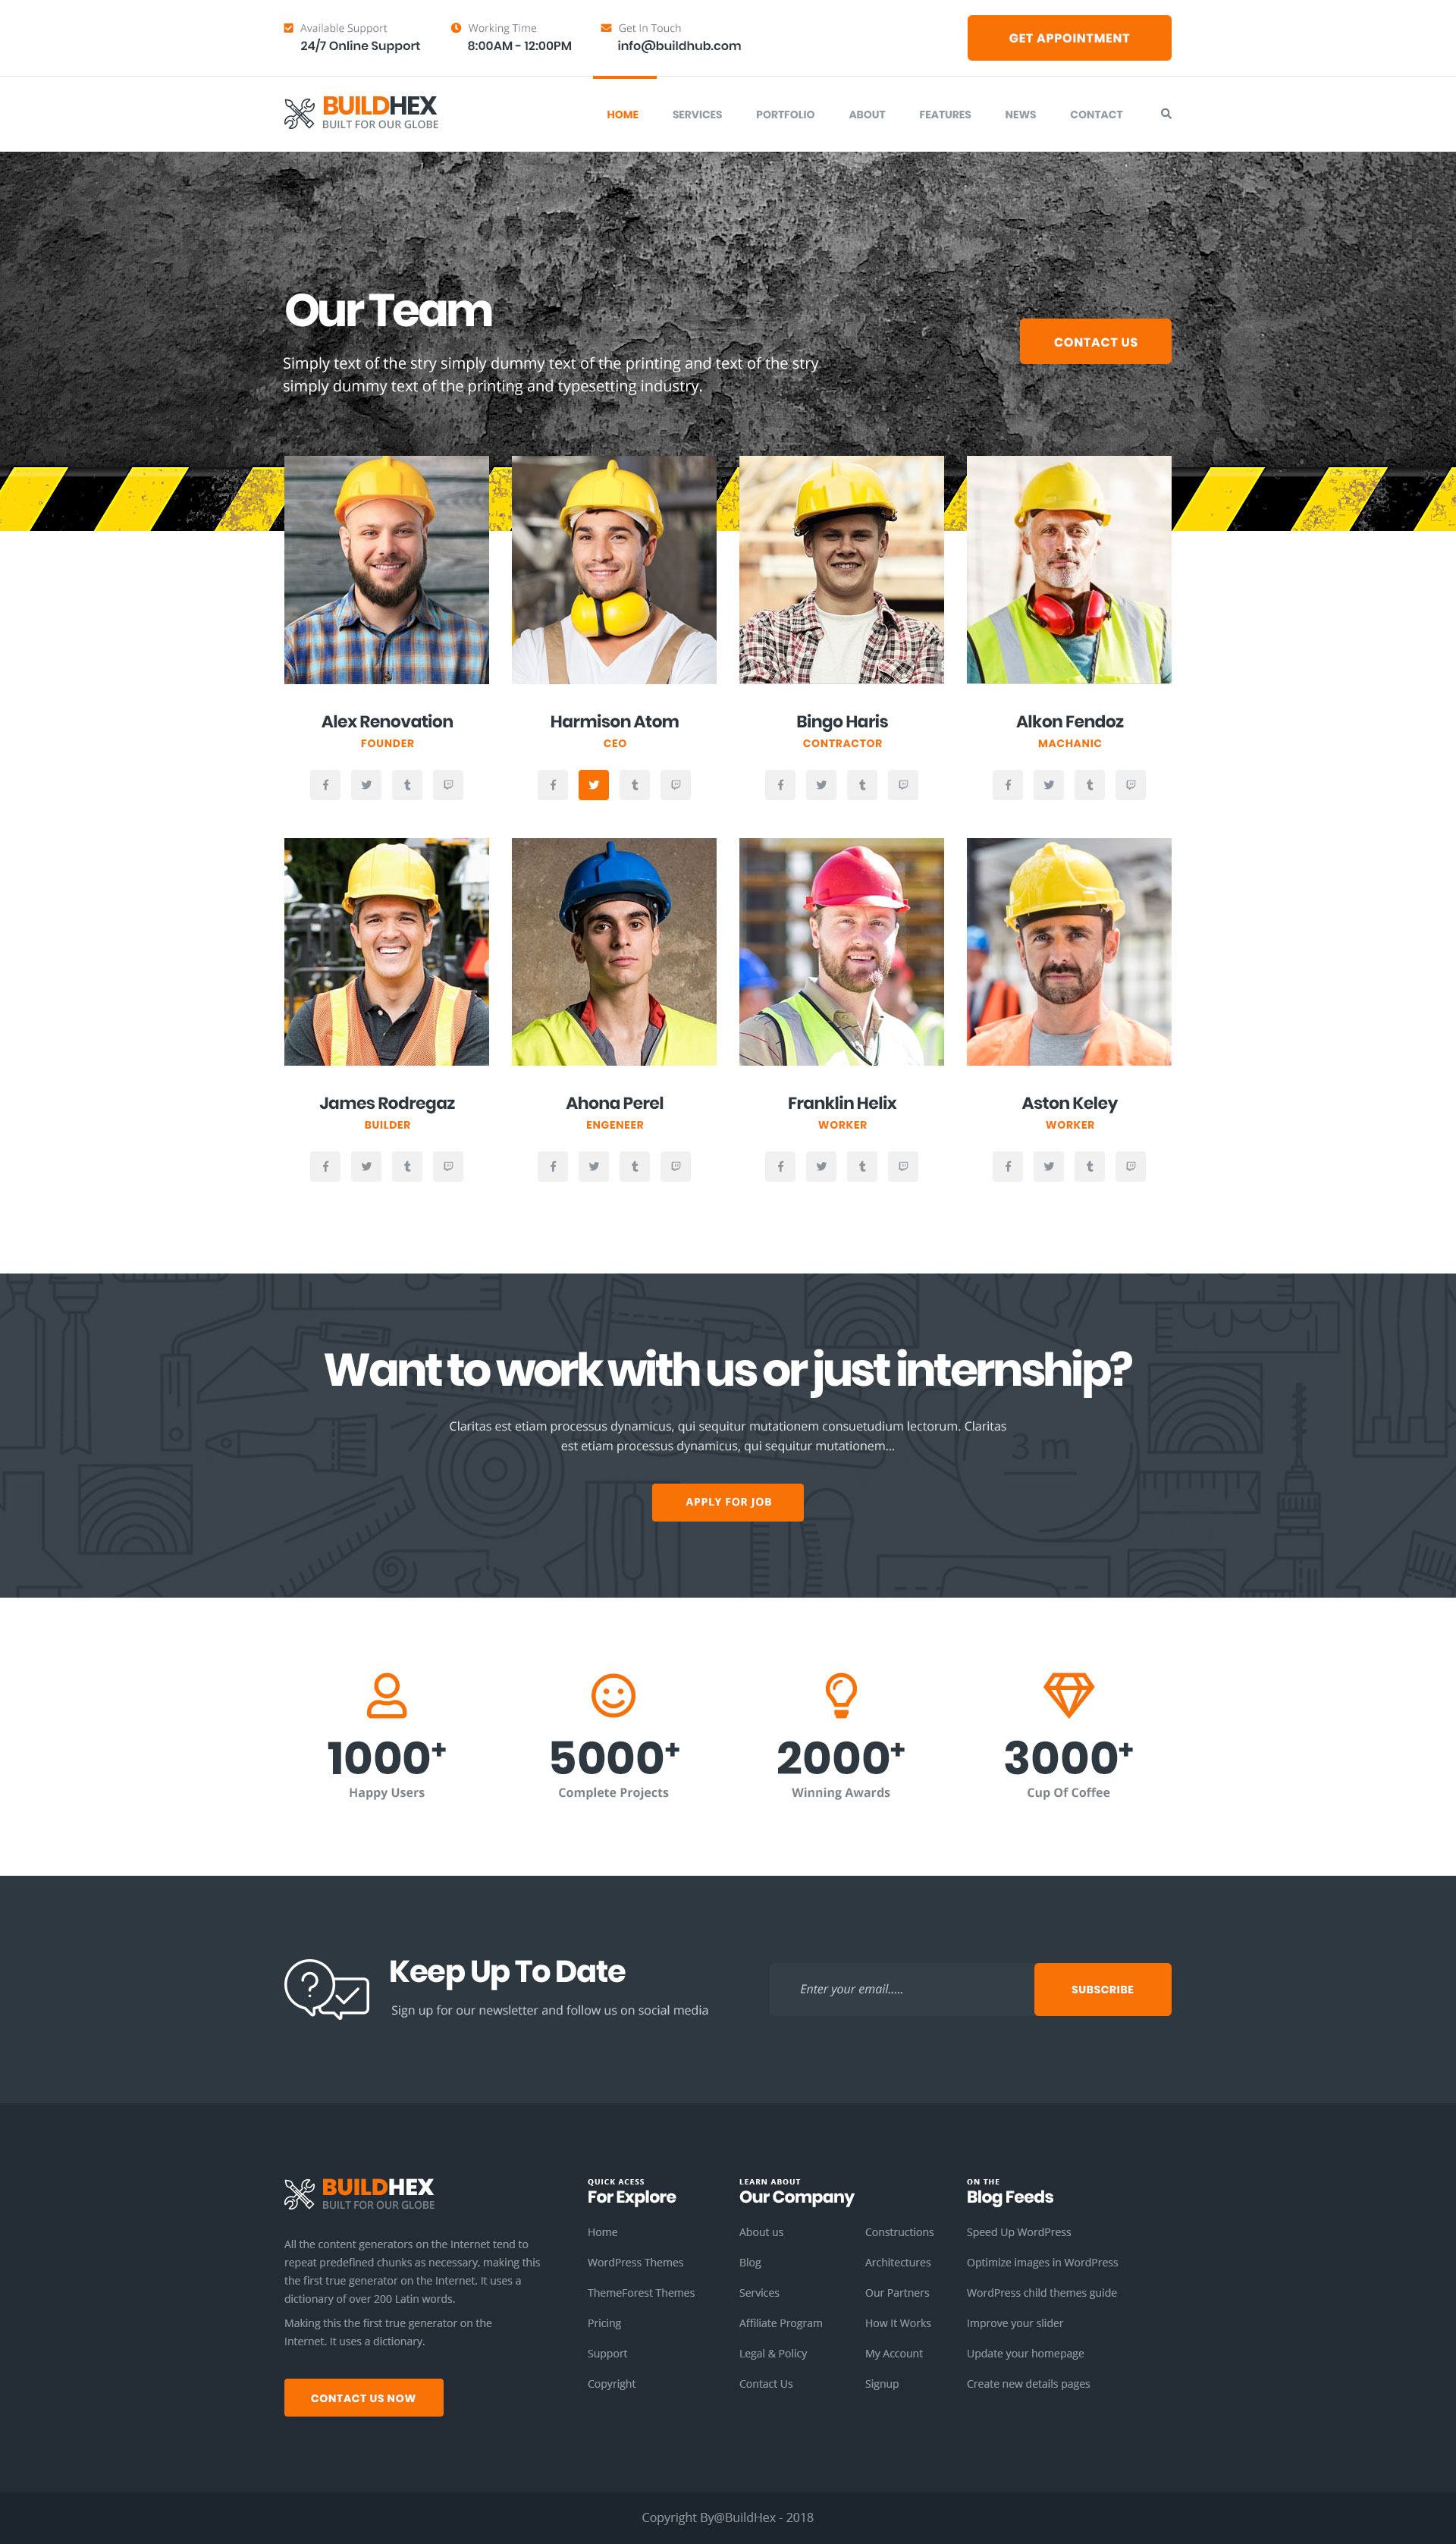 Available Support
24/7 Online Support
Working Time
8:00AM - 12:00PM
Get In Touch
info@buildhub.com
GET APPOINTMENT
BUILDHEX
BUILT FOR OUR GLOBE
HOME SERVICES PORTFOLIO ABOUT FEATURES NEWS CONTACT
Our Team
Simply text of the stry simply dummy text of the printing and text of the stry
simply dummy text of the printing and typesetting industry.
CONTACT US
Alex Renovation
FOUNDER
Harmison Atom
CEO
Bingo Haris
CONTRACTOR
Alkon Fendoz
MACHANIC
James Rodregaz
BUILDER
Ahona Perel
ENGENEER
Franklin Helix
WORKER
Aston Keley
WORKER
Want to work with us or just internship?
Claritas est etiam processus dynamicus, qui sequitur mutationem consuetudium lectorum. Claritas
est etiam processus dynamicus, qui sequitur mutationem...
3 m
APPLY FOR JOB
1000+
Happy Users
5000+
Complete Projects
2000+
Winning Awards
3000+
Cup Of Coffee
Keep Up To Date
Sign up for our newsletter and follow us on social media
Enter your email.....
SUBSCRIBE
BUILDHEX
BUILT FOR OUR GLOBE
All the content generators on the Internet tend to
repeat predefined chunks as necessary, making this
the first true generator on the Internet. It uses a
dictionary of over 200 Latin words.
Making this the first true generator on the
Internet. It uses a dictionary.
CONTACT US NOW
QUICK ACESS
For Explore
Home
WordPress Themes
ThemeForest Themes
Pricing
Support
Copyright
LEARN ABOUT
Our Company
About us
Blog
Services
Affiliate Program
Legal & Policy
Contact Us
Constructions
Architectures
Our Partners
How It Works
My Account
Signup
ON THE
Blog Feeds
Speed Up WordPress
Optimize images in WordPress
WordPress child themes guide
Improve your slider
Update your homepage
Create new details pages
Copyright By@BuildHex - 2018